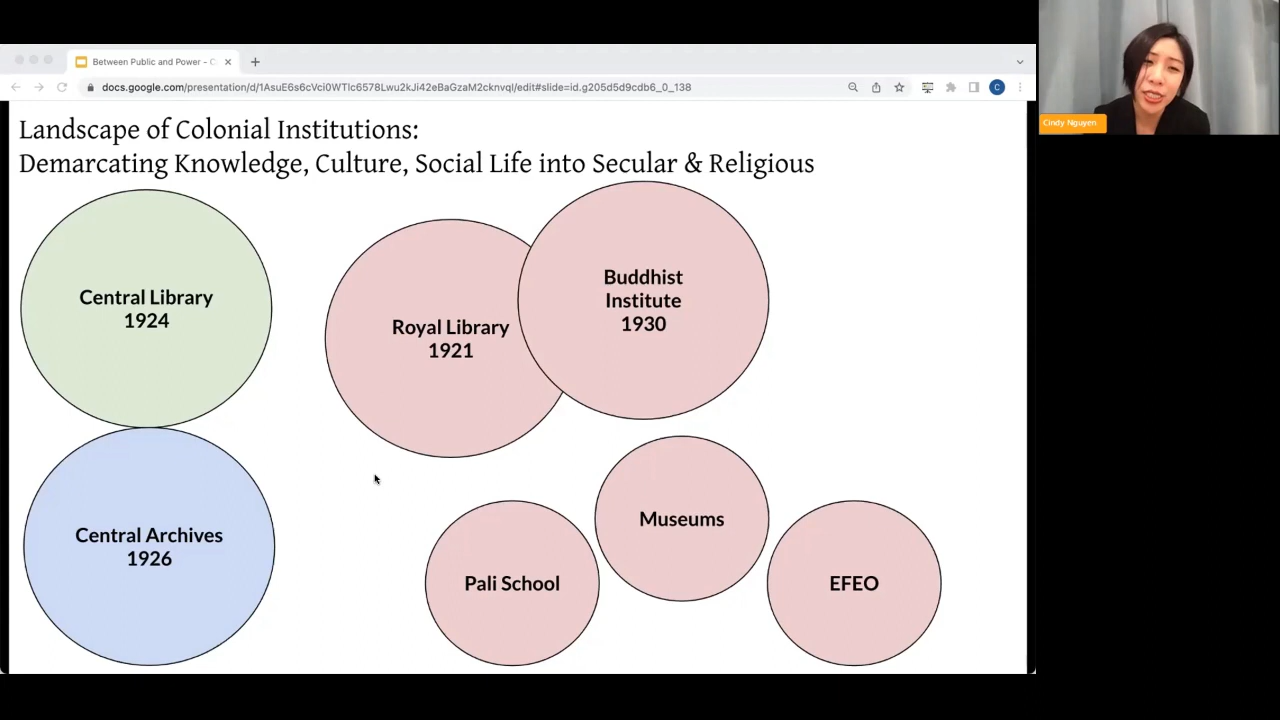 Between Public and Power - C
docs.google.com/presentation/d/1AsuE6s6cVci0WTlc6578Lwu2kJi42eBaGzaM2cknvqI/edit#slide=id.g205d5d9cdb6_0_138
C
Cindy Nguyen
Landscape of Colonial Institutions:
Demarcating Knowledge, Culture, Social Life into Secular & Religious
Central Library
1924
Royal Library
1921
Buddhist
Institute
1930
Central Archives
1926
Pali School
Museums
EFEO